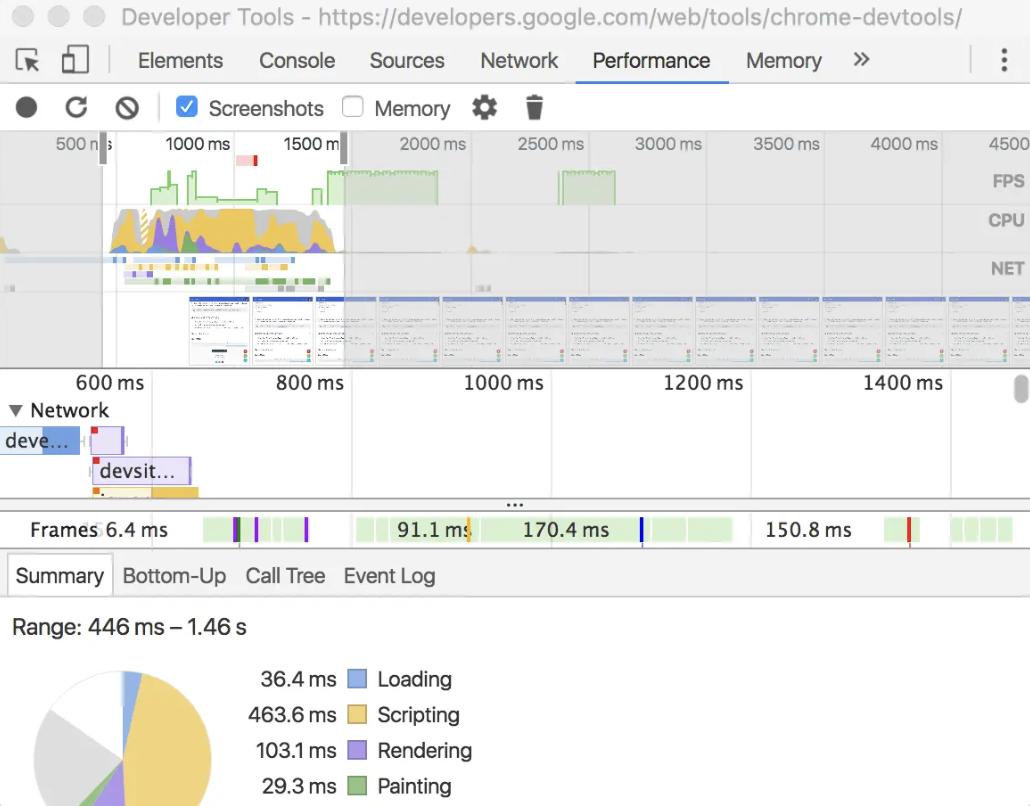 Developer Tools - https://developers.google.com/web/tools/chrome-devtools/
Elements Console Sources Network Performance Memory »
Screenshots Memory
500 1000 ms 1500 m 2000 ms 2500 ms 3000 ms 3500 ms 4000 ms 4500
FPS
CPU
NET
600 ms 800 ms 1000 ms 1200 ms 1400 ms
▼ Network
deve...
devsit...
...
Frames 6.4 ms 91.1 ms 170.4 ms 150.8 ms
Summary Bottom-Up Call Tree Event Log
Range: 446 ms – 1.46 s
36.4 ms Loading
463.6 ms Scripting
103.1 ms Rendering
29.3 ms Painting